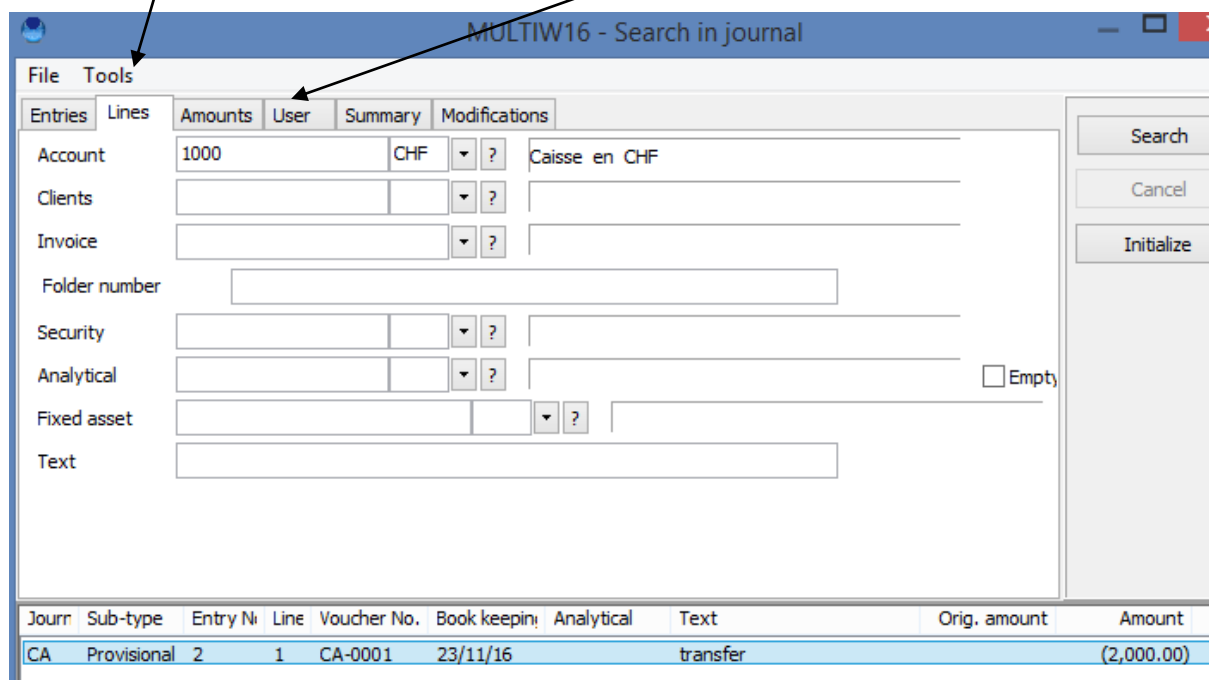 MULTIW16 - Search in journal
File Tools
Entries Lines Amounts User Summary Modifications
Account 1000 CHF ? Caisse en CHF
Search
Clients ?
Cancel
Invoice ?
Initialize
Folder number
Security ?
Analytical ? Empty
Fixed asset ?
Text
Journ Sub-type Entry N Line Voucher No. Book keepin Analytical Text Orig. amount Amount
CA Provisional 2 1 CA-0001 23/11/16 transfer (2,000.00)